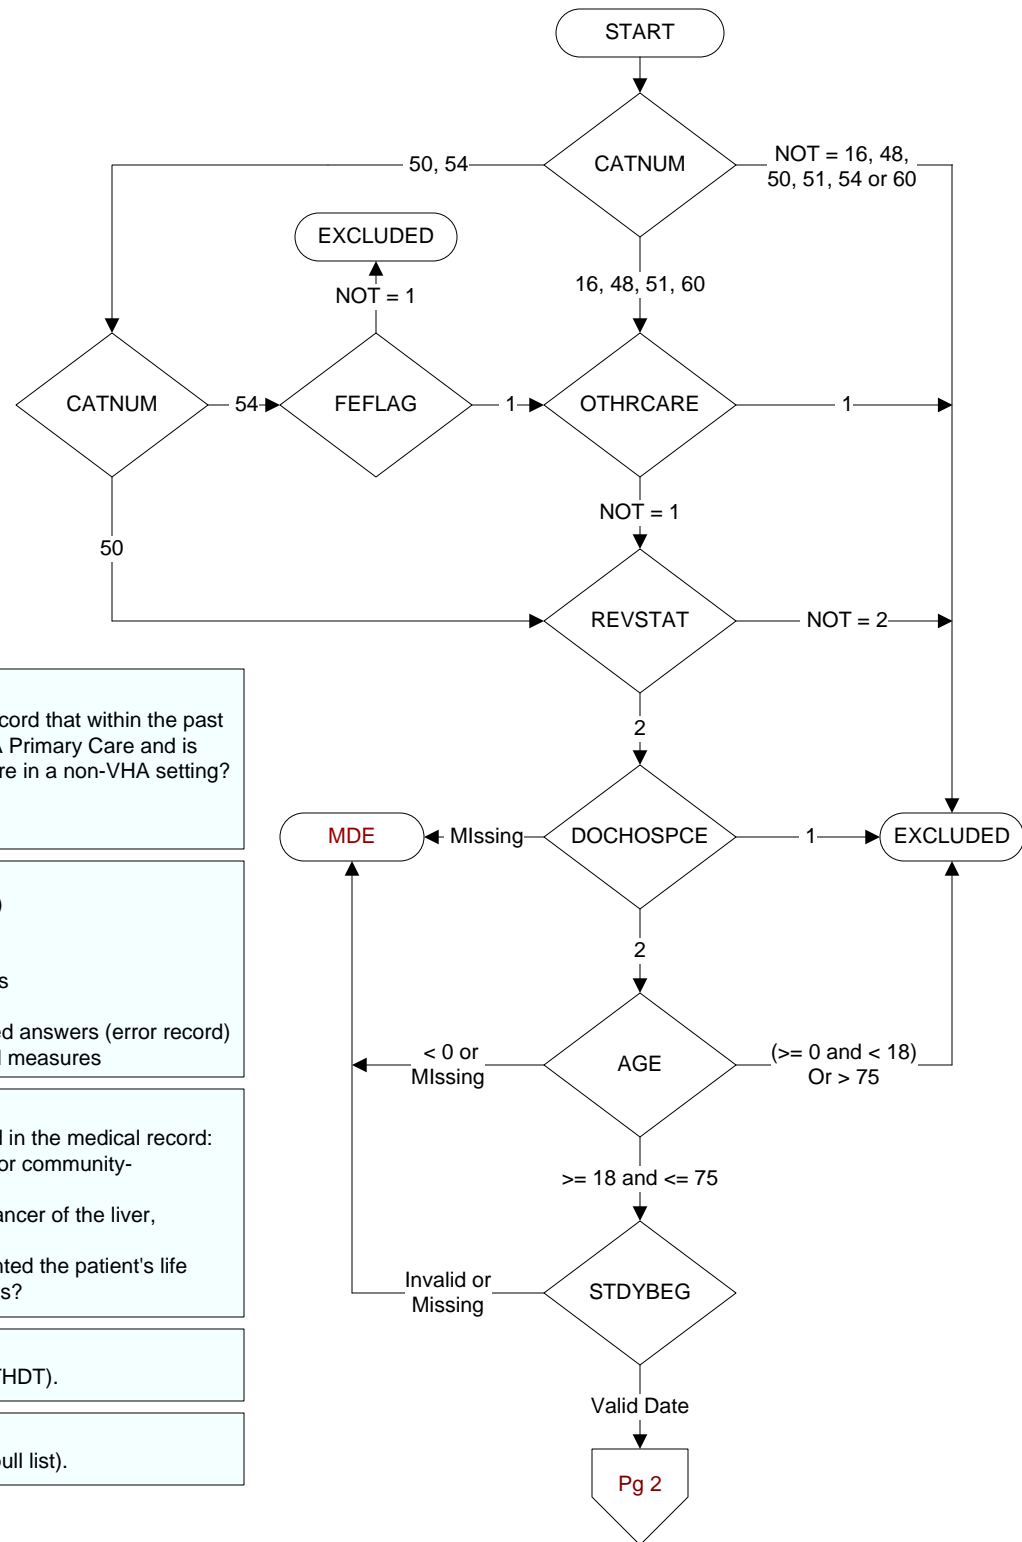 START
CATNUM
50, 54
NOT = 16, 48,
50, 51, 54 or 60
EXCLUDED
NOT = 1
16, 48, 51, 60
CATNUM
54
FEFLAG
1
OTHRCARE
1
NOT = 1
50
REVSTAT
NOT = 2
2
cord that within the past
A Primary Care and is
re in a non-VHA setting?
MDE
MIssing
DOCHOSPCE
1
EXCLUDED
)
s
ed answers (error record)
l measures
2
< 0 or
MIssing
AGE
(>= 0 and < 18)
Or > 75
d in the medical record:
or community-
ancer of the liver,
nted the patient's life
s?
>= 18 and <= 75
Invalid or
Missing
STDYBEG
THDT).
Valid Date
pull list).
Pg 2